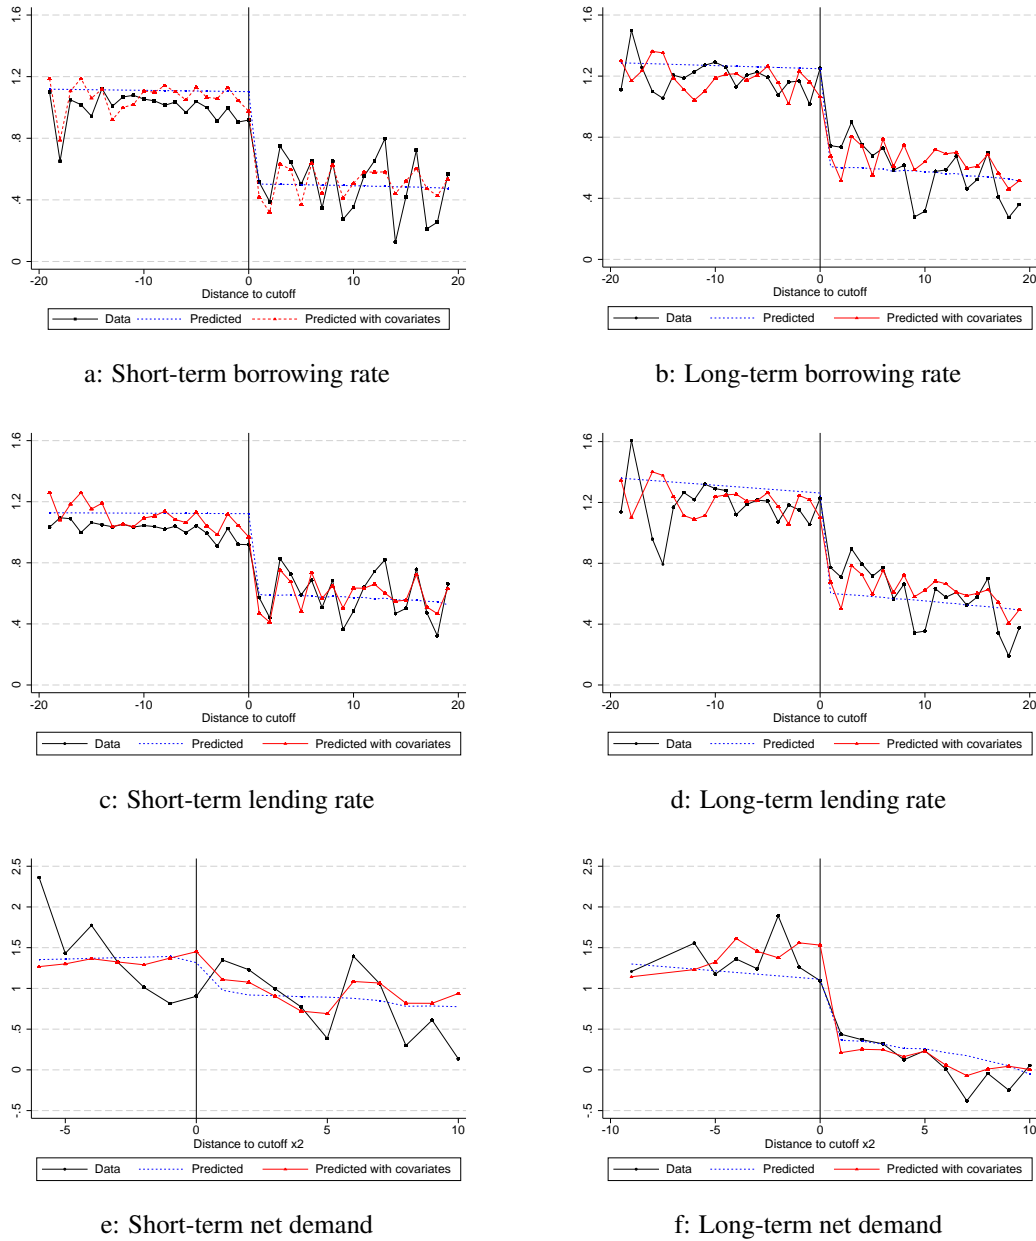 1.6
1.2
.8
.4
0
-20
-10
0
10
20
Distance to cutoff
Data
Predicted
Predicted with covariates
a: Short-term borrowing rate
1.6
1.2
.8
.4
0
-20
-10
0
10
20
Distance to cutoff
Data
Predicted
Predicted with covariates
b: Long-term borrowing rate
1.6
1.2
.8
.4
0
-20
-10
0
10
20
Distance to cutoff
Data
Predicted
Predicted with covariates
c: Short-term lending rate
1.6
1.2
.8
.4
0
-20
-10
0
10
20
Distance to cutoff
Data
Predicted
Predicted with covariates
d: Long-term lending rate
2.5
2
1.5
1
.5
0
-.5
-5
0
5
10
Distance to cutoff x2
Data
Predicted
Predicted with covariates
e: Short-term net demand
2.5
2
1.5
1
.5
0
-.5
-10
-5
0
5
10
Distance to cutoff x2
Data
Predicted
Predicted with covariates
f: Long-term net demand